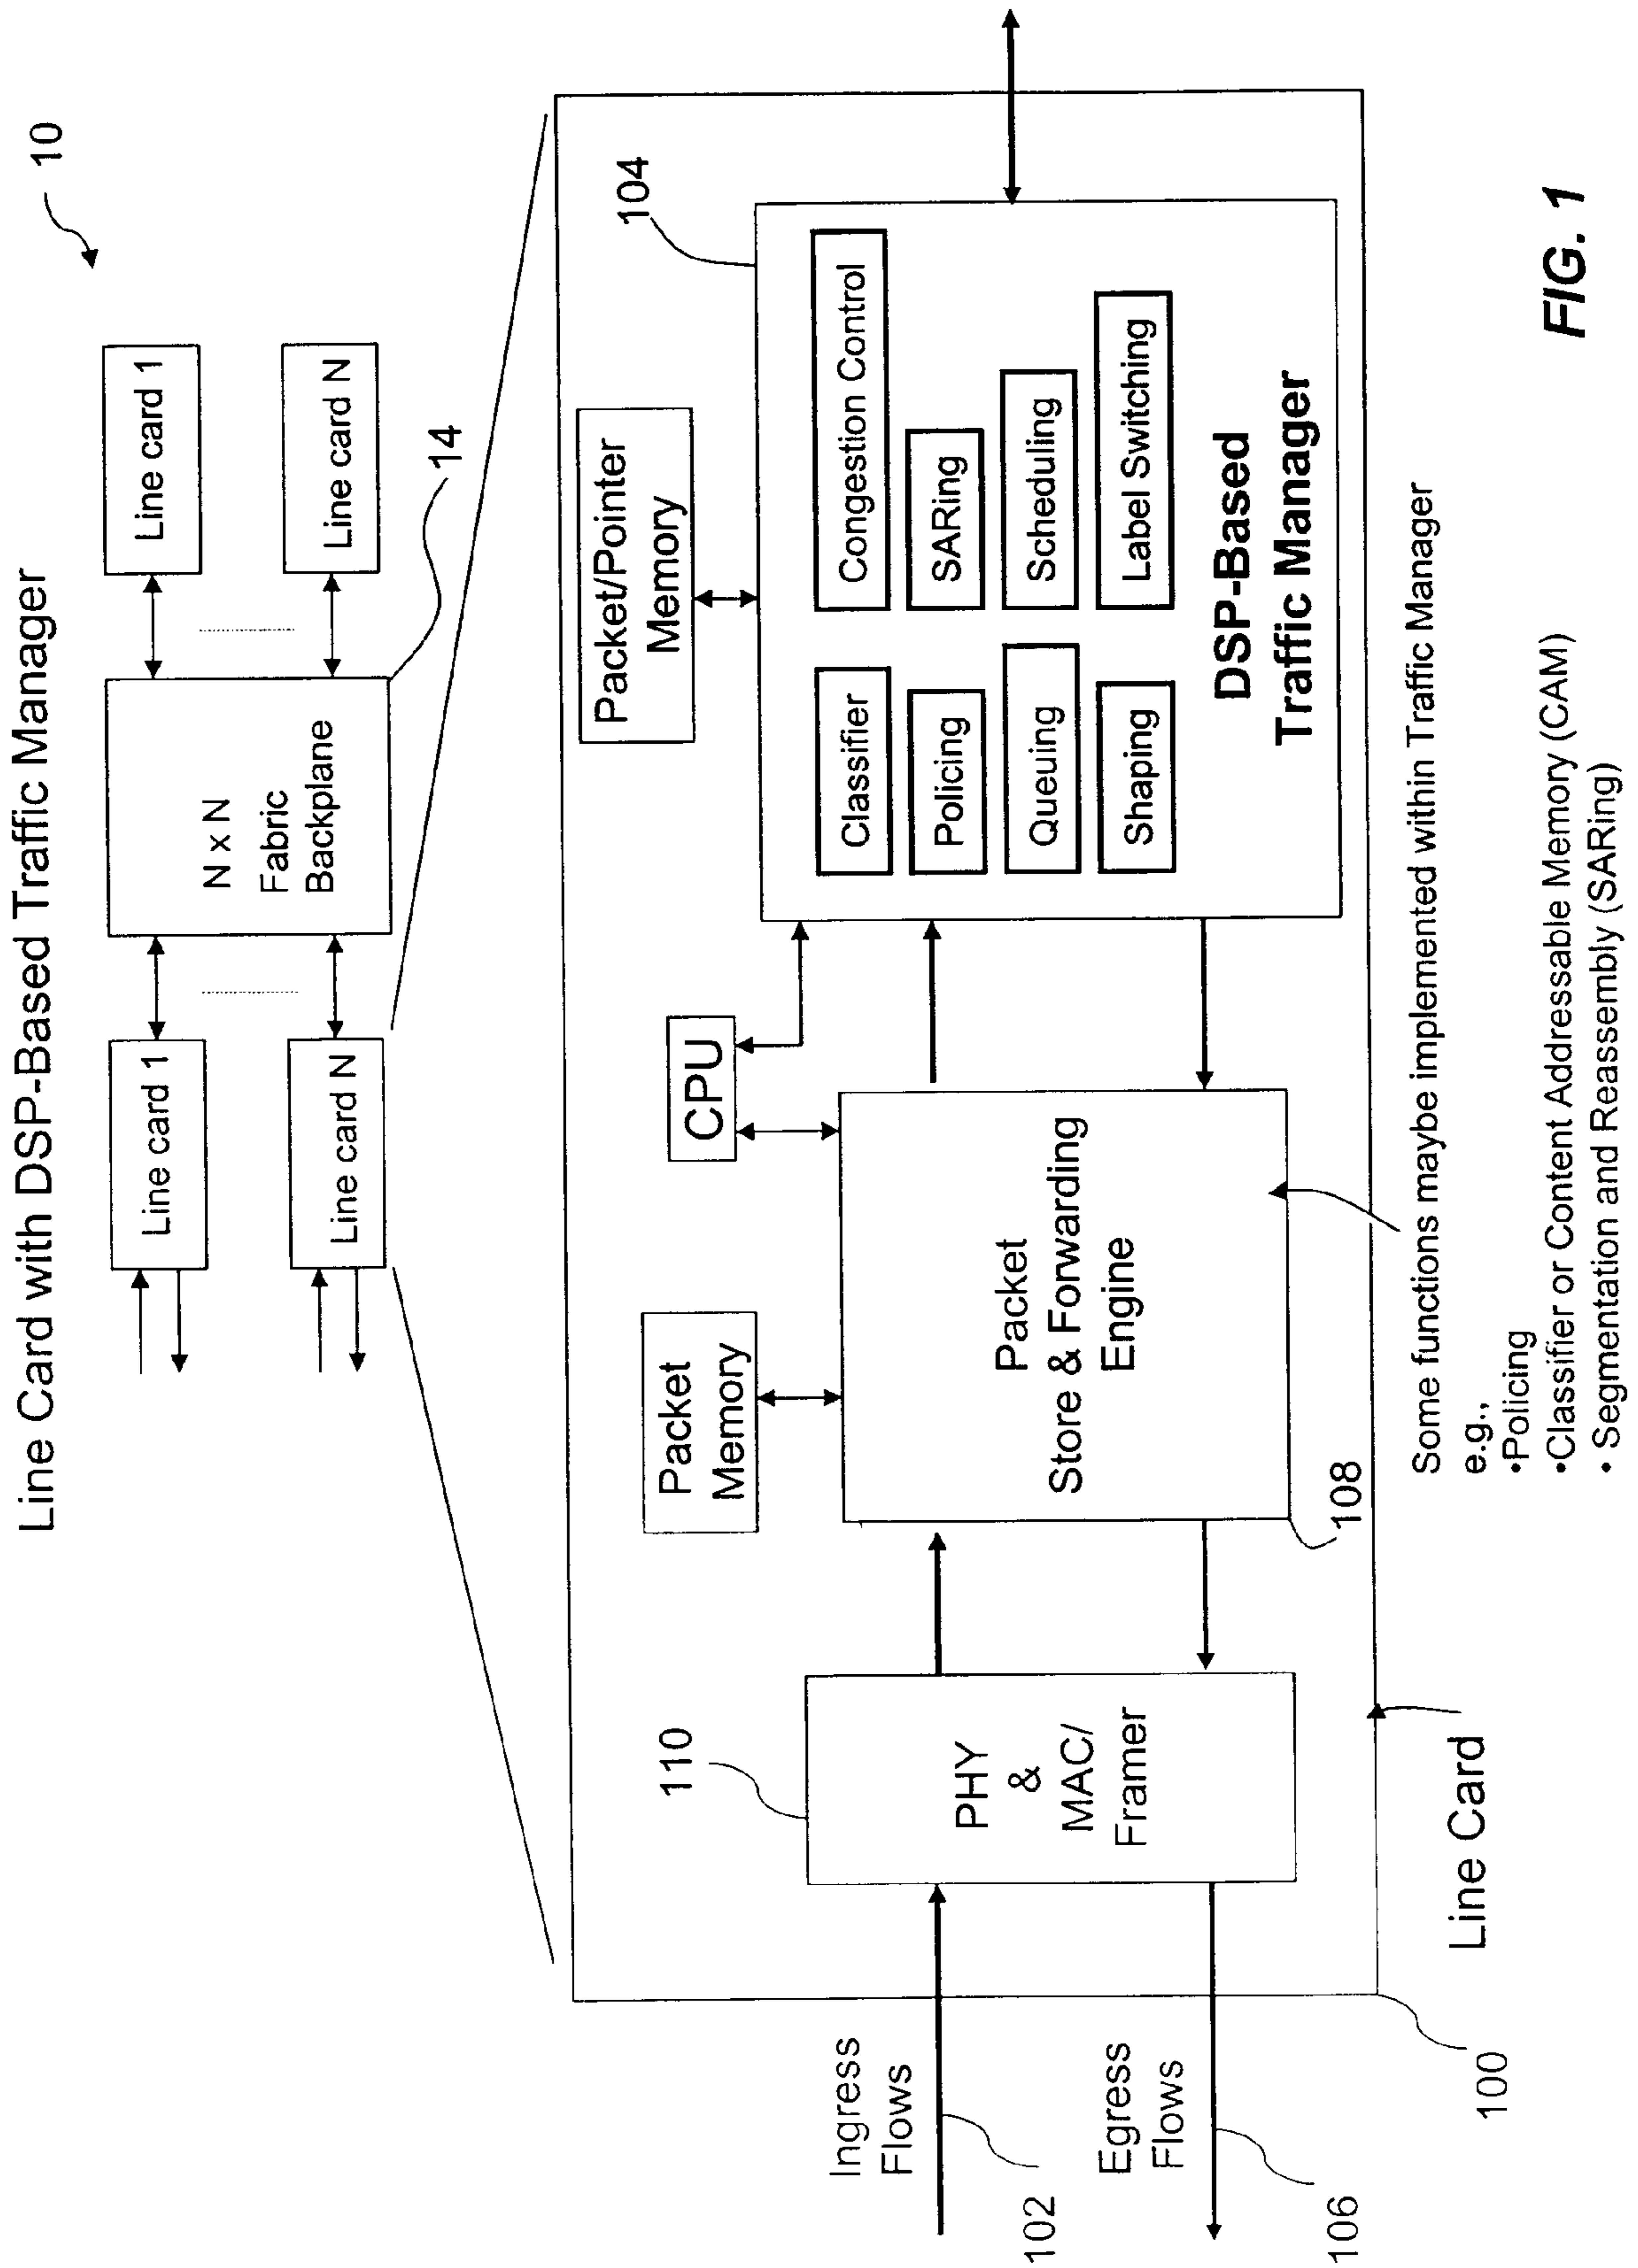 Line Card with DSP-Based Traffic Manager
10
Line card 1
Line card N
N x N
Fabric
Backplane
Line card 1
Line card N
14
Packet/Pointer
Memory
104
CPU
Packet
Memory
110
PHY
&
MAC/
Framer
Packet
Store & Forwarding
Engine
108
Classifier
Congestion Control
Policing
SARing
Queuing
Scheduling
Shaping
Label Switching
DSP-Based
Traffic Manager
Ingress
Flows
102
Egress
Flows
106
100
Line Card
Some functions maybe implemented within Traffic Manager
e.g.,
•Policing
•Classifier or Content Addressable Memory (CAM)
• Segmentation and Reassembly (SARing)
FIG. 1